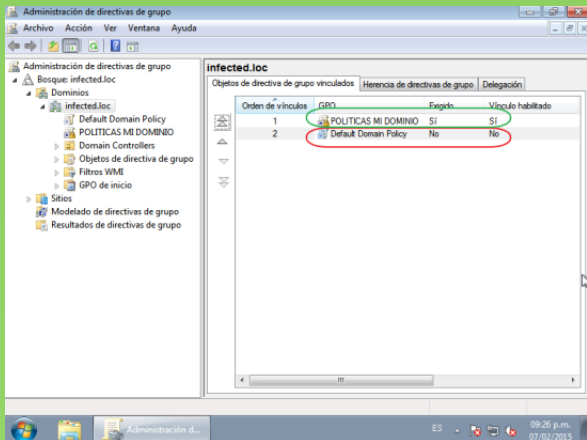 Administración de directivas de grupo
Archivo Acción Ver Ventana Ayuda
Administración de directivas de grupo
Bosque: infected.loc
Dominios
infected.loc
Default Domain Policy
POLITICAS MI DOMINIO
Domain Controllers
Objetos de directiva de grupo
Filtros WMI
GPO de inicio
Sitios
Modelado de directivas de grupo
Resultados de directivas de grupo
infected.loc
Objetos de directiva de grupo vinculados Herencia de directivas de grupo Delegación
Orden de vínculos GPO Exigido Vínculo habilitado
1 POLITICAS MI DOMINIO Sí Sí
2 Default Domain Policy No No
Administración d...
ES
09:26 p.m.
07/02/2015